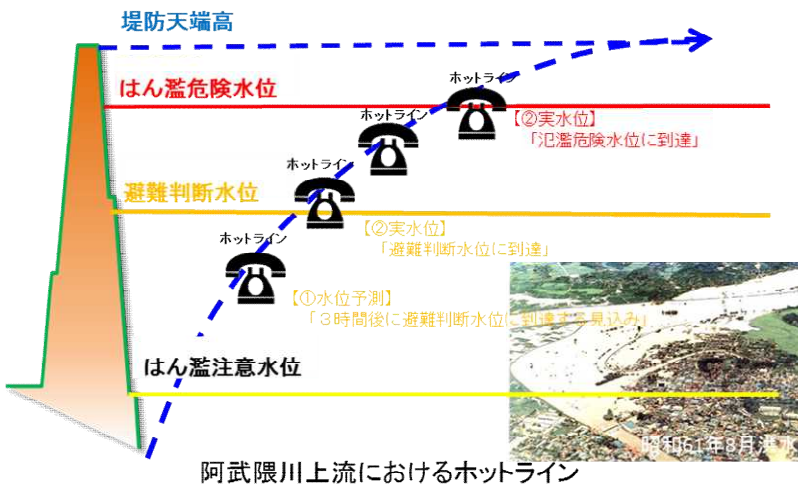 堤防天端高
はん濫危険水位
ホットライン
【②実水位】
「氾濫危険水位に到達」
ホットライン
ホットライン
避難判断水位
【②実水位】
「避難判断水位に到達」
ホットライン
【①水位予測】
「３時間後に避難判断水位に到達する見込み」
はん濫注意水位
昭和61年8月洪水
阿武隈川上流におけるホットライン